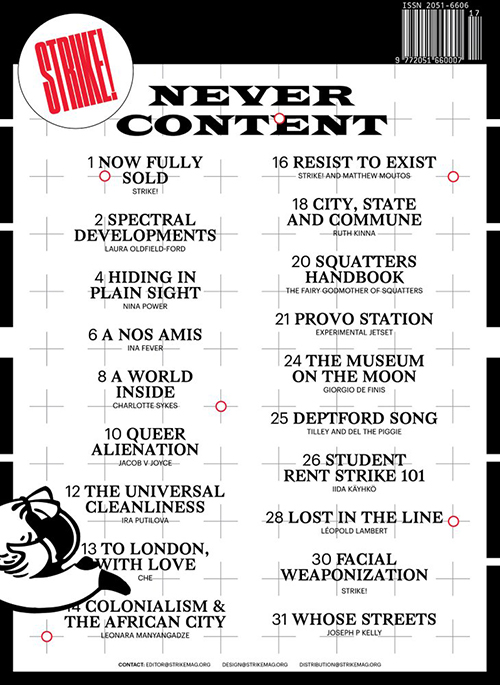 ISSN 2051-6606
17
9 772051 660007
STRIKE!
NEVER
CONTENT
1 NOW FULLY
SOLD
STRIKE!
2 SPECTRAL
DEVELOPMENTS
LAURA OLDFIELD-FORD
4 HIDING IN
PLAIN SIGHT
NINA POWER
6 A NOS AMIS
INA FEVER
8 A WORLD
INSIDE
CHARLOTTE SYKES
10 QUEER
ALIENATION
JACOB V JOYCE
12 THE UNIVERSAL
CLEANLINESS
IRA PUTILOVA
13 TO LONDON,
WITH LOVE
CHE
14 COLONIALISM &
THE AFRICAN CITY
LEONARA MANYANGADZE
16 RESIST TO EXIST
STRIKE! AND MATTHEW MOUTOS
18 CITY, STATE
AND COMMUNE
RUTH KINNA
20 SQUATTERS
HANDBOOK
THE FAIRY GODMOTHER OF SQUATTERS
21 PROVO STATION
EXPERIMENTAL JETSET
24 THE MUSEUM
ON THE MOON
GIORGIO DE FINIS
25 DEPTFORD SONG
TILLEY AND DEL THE PIGGIE
26 STUDENT
RENT STRIKE 101
IIDA KÄYHKÖ
28 LOST IN THE LINE
LÉOPOLD LAMBERT
30 FACIAL
WEAPONIZATION
STRIKE!
31 WHOSE STREETS
JOSEPH P KELLY
CONTACT: EDITOR@STRIKEMAG.ORG DESIGN@STRIKEMAG.ORG DISTRIBUTION@STRIKEMAG.ORG